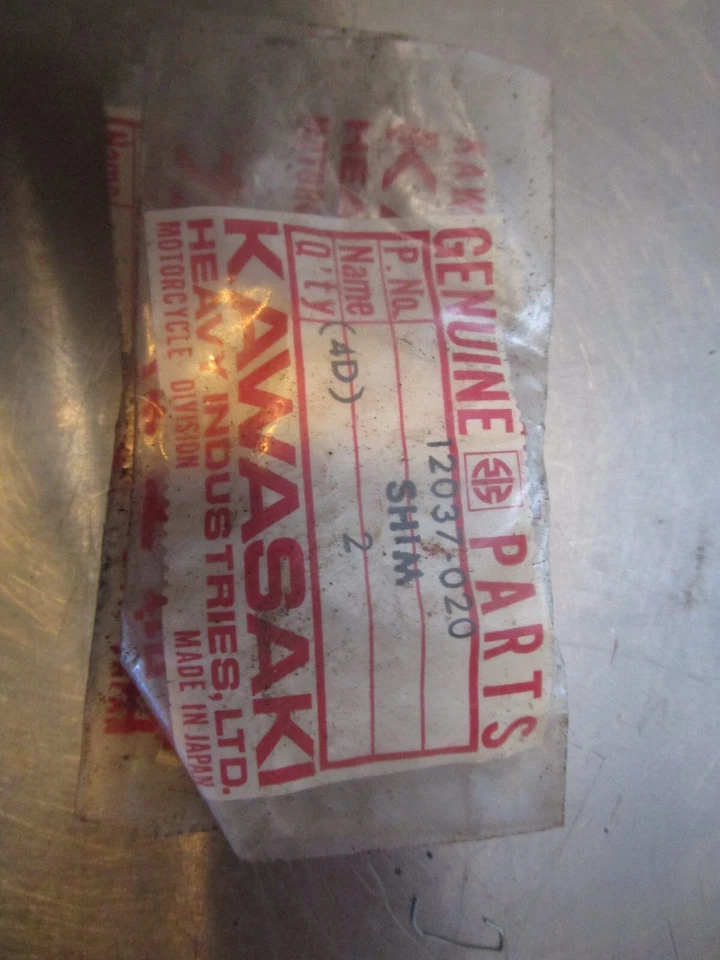 GENUINE PARTS
P. No. 12037-020
Name SHIM
Q'ty (4D) 2
KAWASAKI
HEAVY INDUSTRIES, LTD.
MOTORCYCLE DIVISION MADE IN JAPAN